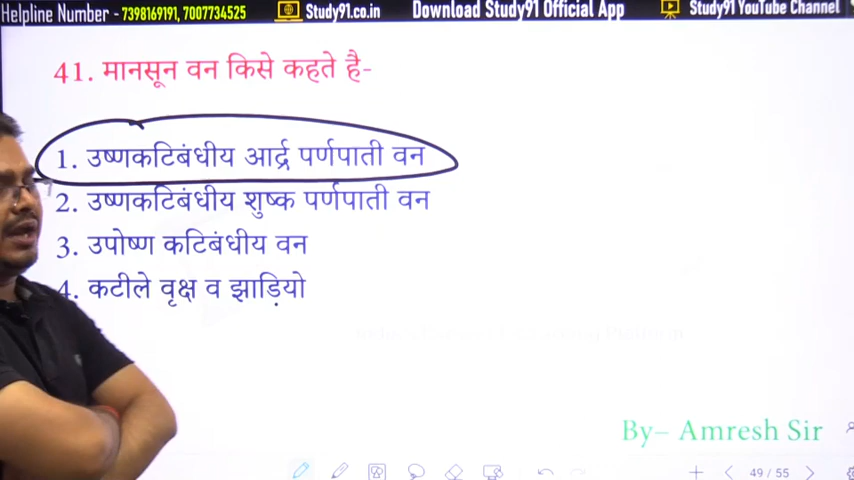 Helpline Number - 7398169191, 7007734525 Study91.co.in Download Study91 Official App Study91 YouTube Channel
41. मानसून वन किसे कहते है-
1. उष्णकटिबंधीय आर्द्र पर्णपाती वन
2. उष्णकटिबंधीय शुष्क पर्णपाती वन
3. उपोष्ण कटिबंधीय वन
4. कटीले वृक्ष व झाड़ियो
By- Amresh Sir
49 / 55